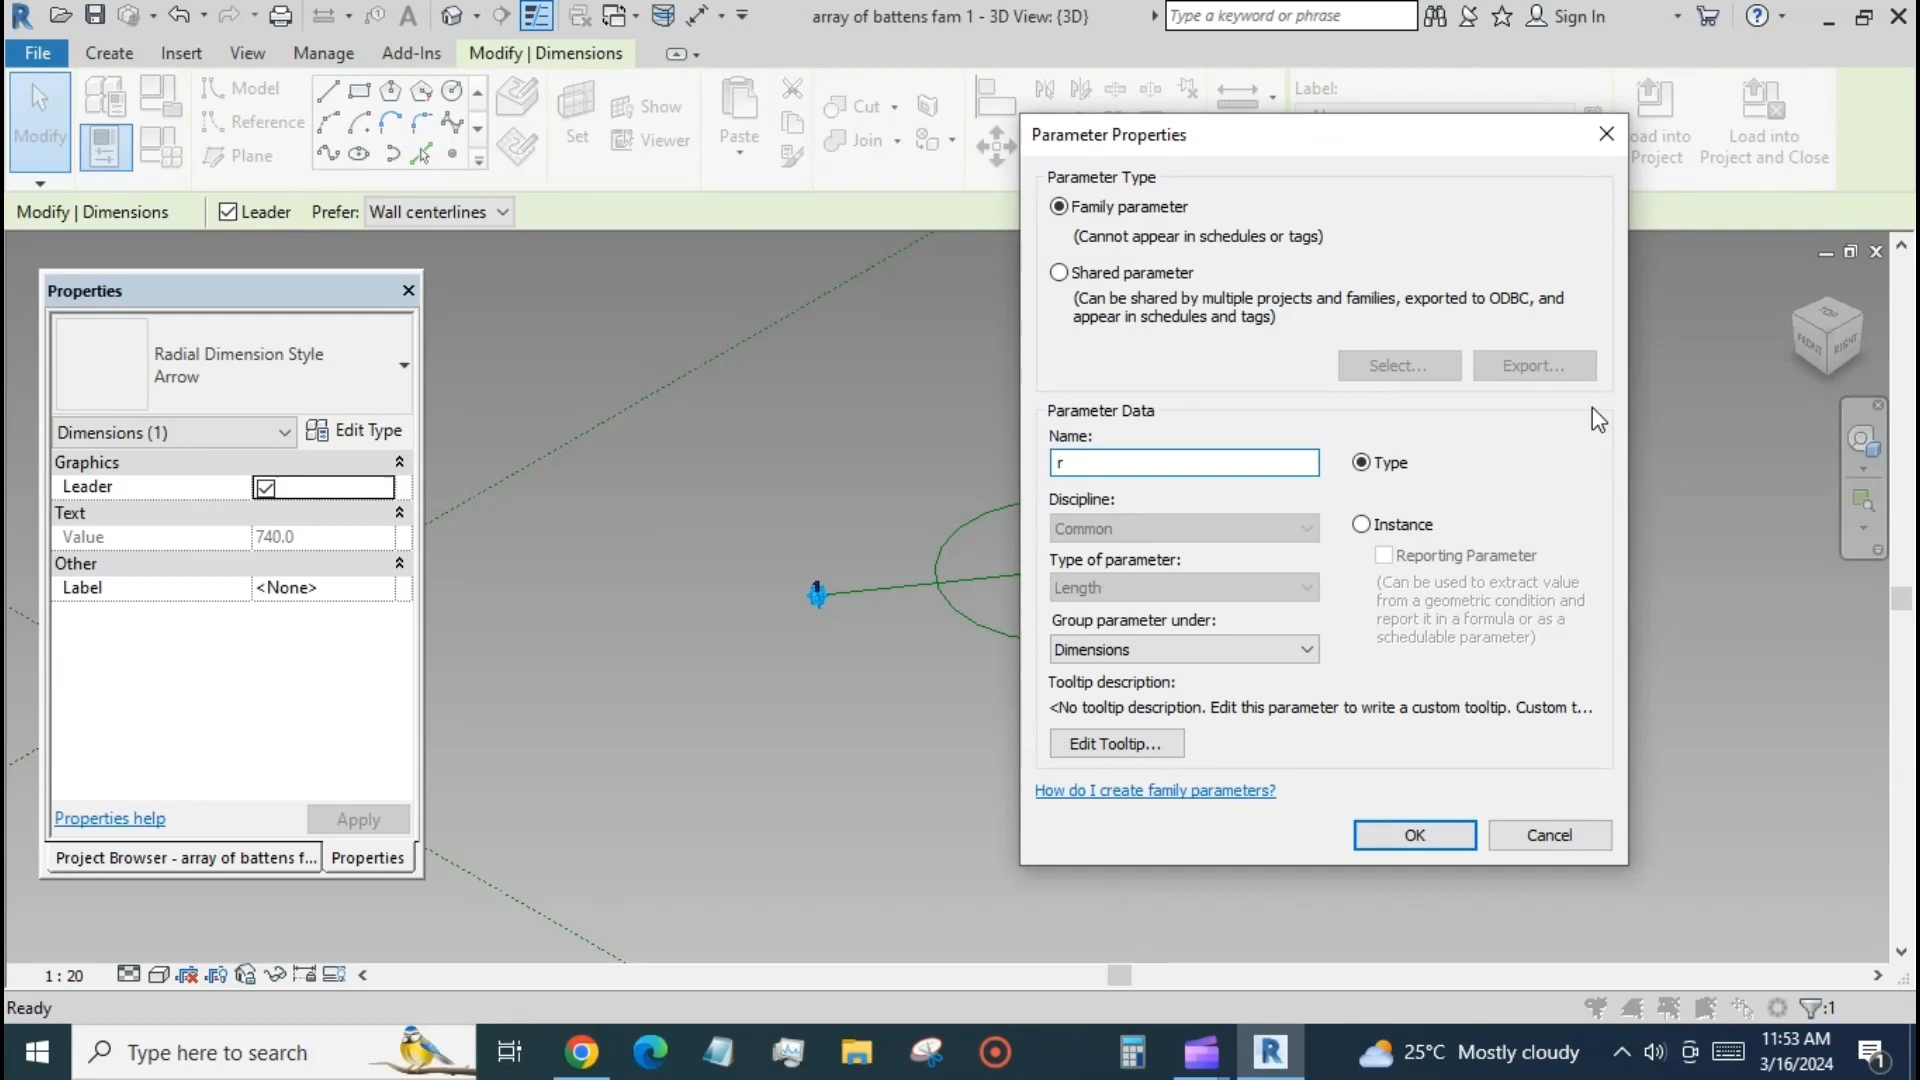 array of battens fam 1 - 3D View: {3D}
Type a keyword or phrase
Sign In
File
Create
Insert
View
Manage
Add-Ins
Modify | Dimensions
Modify
Model
Reference
Plane
Set
Show
Viewer
Paste
Cut
Join
Label:
oad into
Project
Load into
Project and Close
Modify | Dimensions
Leader
Prefer:
Wall centerlines
Properties
Radial Dimension Style
Arrow
Dimensions (1)
Edit Type
Graphics
Leader
Text
Value
740.0
Other
Label
<None>
Properties help
Apply
Project Browser - array of battens f...
Properties
1
Parameter Properties
Parameter Type
Family parameter
(Cannot appear in schedules or tags)
Shared parameter
(Can be shared by multiple projects and families, exported to ODBC, and
appear in schedules and tags)
Select...
Export...
Parameter Data
Name:
r
Type
Discipline:
Common
Instance
Reporting Parameter
Type of parameter:
Length
(Can be used to extract value
from a geometric condition and
report it in a formula or as a
schedulable parameter)
Group parameter under:
Dimensions
Tooltip description:
<No tooltip description. Edit this parameter to write a custom tooltip. Custom t...
Edit Tooltip...
How do I create family parameters?
OK
Cancel
TOP
FRONT
RIGHT
1 : 20
Ready
:1
Type here to search
25°C Mostly cloudy
11:53 AM
3/16/2024
1